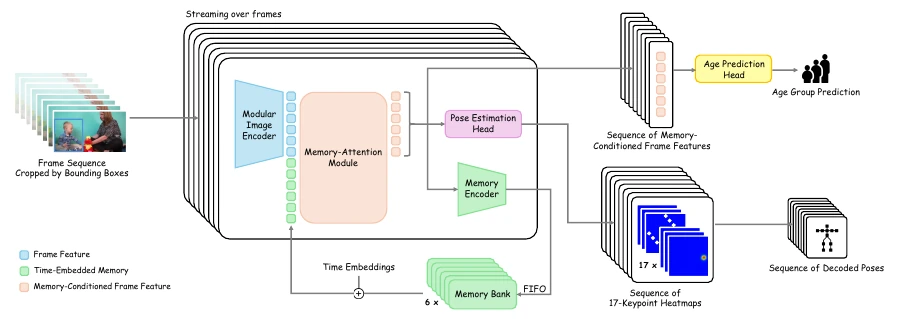 Streaming over frames
Modular
Image
Encoder
Memory-Attention
Module
Pose Estimation
Head
Memory
Encoder
Age Prediction
Head
Age Group Prediction
Sequence of Memory-
Conditioned Frame Features
Frame Sequence
Cropped by Bounding Boxes
17 x
Sequence of
17-Keypoint Heatmaps
Sequence of Decoded Poses
Frame Feature
Time-Embedded Memory
Memory-Conditioned Frame Feature
Time Embeddings
+
6 x
Memory Bank
FIFO